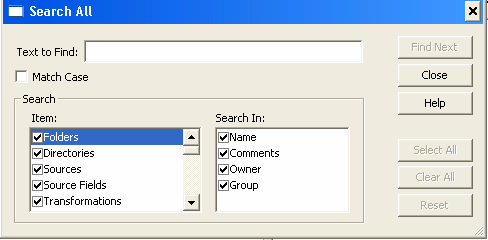 Search All
Text to Find:
Find Next
Match Case
Close
Search
Help
Item:
Search In:
Folders
Directories
Sources
Source Fields
Transformations
Name
Comments
Owner
Group
Select All
Clear All
Reset